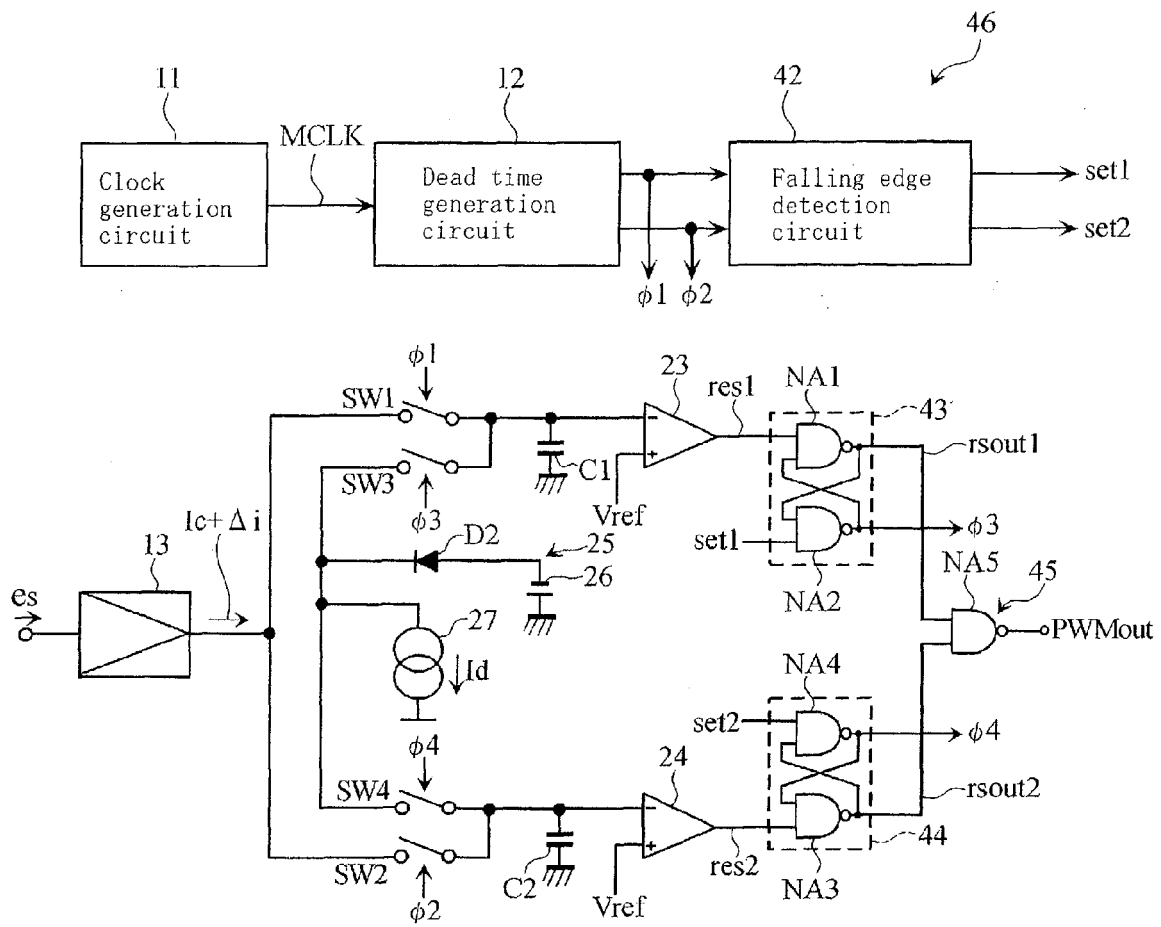 46
11
12
42
MCLK
Clock
generation
circuit
Dead time
generation
circuit
Falling edge
detection
circuit
set1
set2
ϕ1
ϕ2
ϕ1
SW1
SW3
ϕ3
C1
23
Vref
res1
NA1
43
rsout1
set1
ϕ3
NA2
D2
25
26
Ic+Δi
13
es
27
Id
NA5
45
PWMout
ϕ4
SW4
SW2
ϕ2
C2
24
Vref
res2
set2
NA4
ϕ4
rsout2
44
NA3